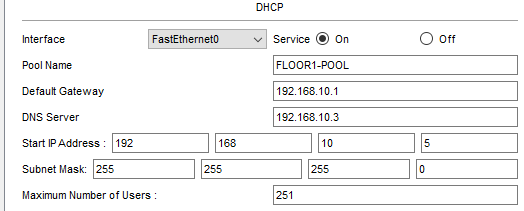 DHCP
Interface FastEthernet0 Service On Off
Pool Name FLOOR1-POOL
Default Gateway 192.168.10.1
DNS Server 192.168.10.3
Start IP Address : 192 168 10 5
Subnet Mask: 255 255 255 0
Maximum Number of Users : 251